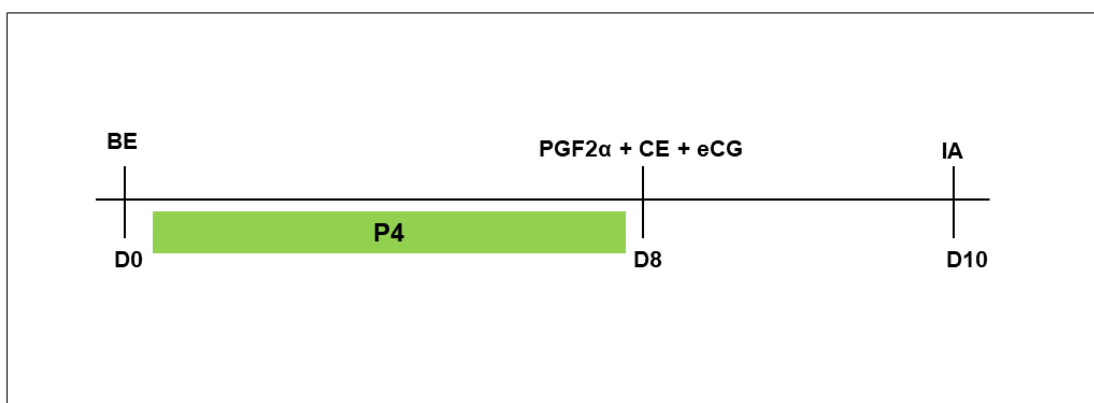 BE
PGF2α + CE + eCG
IA
P4
D0
D8
D10